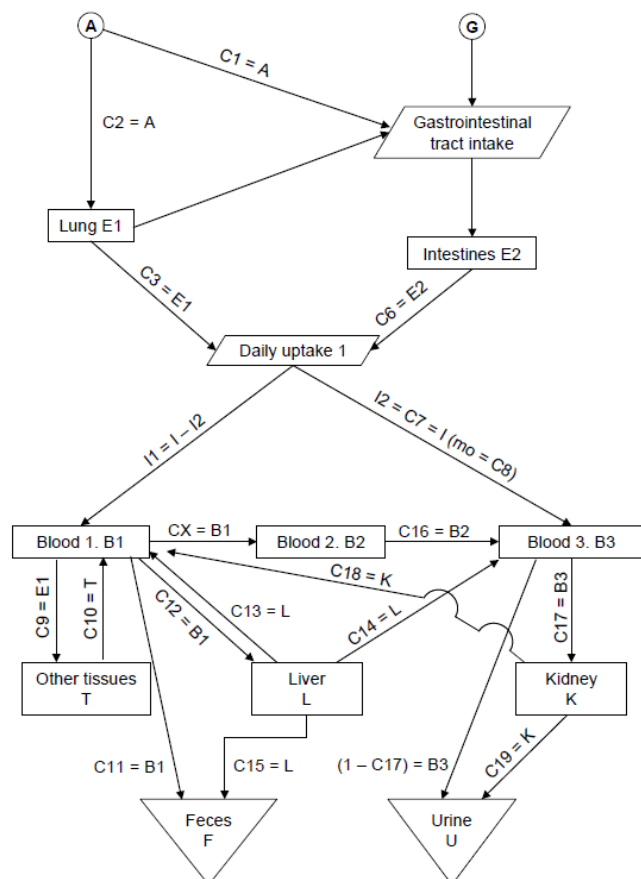 A
G
C1 = A
C2 = A
Gastrointestinal
tract intake
Lung E1
Intestines E2
C3 = E1
C6 = E2
Daily uptake 1
I1 = I – I2
I2 = C7 = I (mo = C8)
Blood 1. B1
CX = B1
Blood 2. B2
C16 = B2
Blood 3. B3
C9 = E1
C10 = T
C12 = B1
C13 = L
C18 = K
C14 = L
C17 = B3
Other tissues
T
Liver
L
Kidney
K
C11 = B1
C15 = L
(1 – C17) = B3
C19 = K
Feces
F
Urine
U